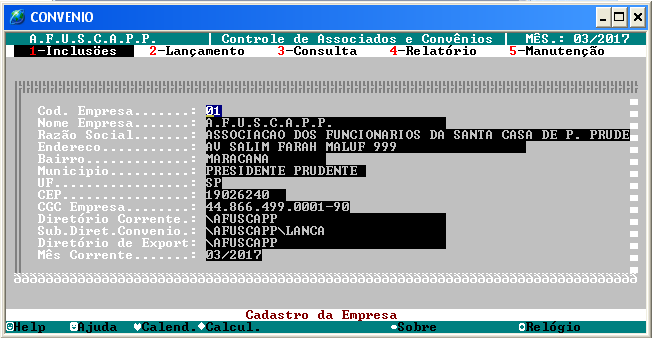 CONVENIO
A.F.U.S.C.A.P.P. | Controle de Associados e Convênios | MÊS.: 03/2017
1-Inclusões 2-Lançamento 3-Consulta 4-Relatório 5-Manutenção
Cod. Empresa.......: 01
Nome Empresa.......: A.F.U.S.C.A.P.P.
Razão Social.......: ASSOCIACAO DOS FUNCIONARIOS DA SANTA CASA DE P. PRUDE
Endereco...........: AV SALIM FARAH MALUF 999
Bairro.............: MARACANA
Municipio..........: PRESIDENTE PRUDENTE
UF.................: SP
CEP................: 19026240
CGC Empresa........: 44.866.499.0001-90
Diretório Corrente.: \AFUSCAPP
Sub.Diret.Convenio.: \AFUSCAPP\LANCA
Diretório de Export: \AFUSCAPP
Mês Corrente.......: 03/2017
Cadastro da Empresa
Help Ajuda Calend. Calcul. Sobre Relógio